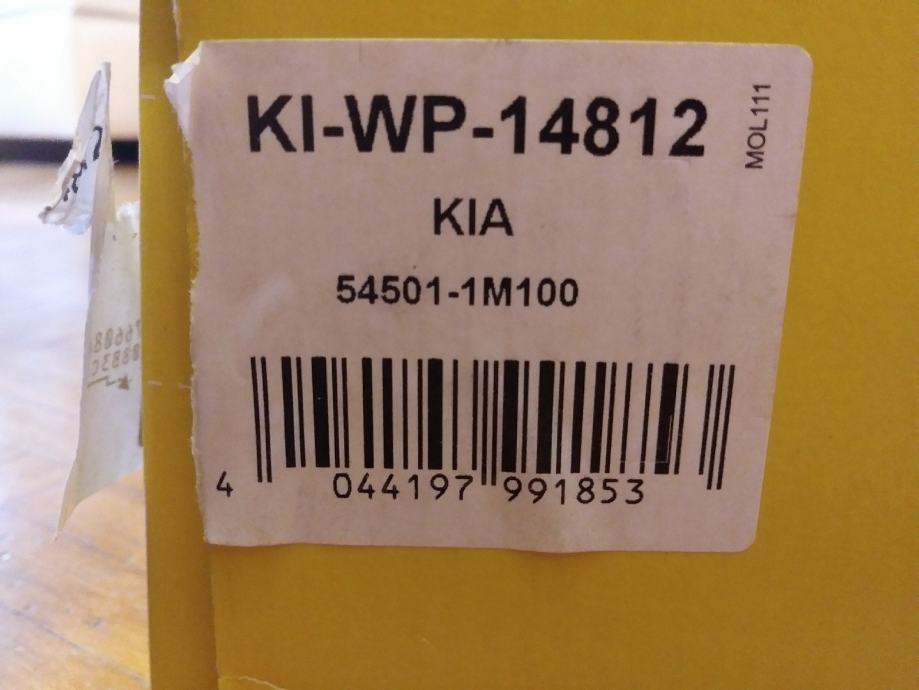 KI-WP-14812
MOL111
KIA
54501-1M100
4 044197 991853